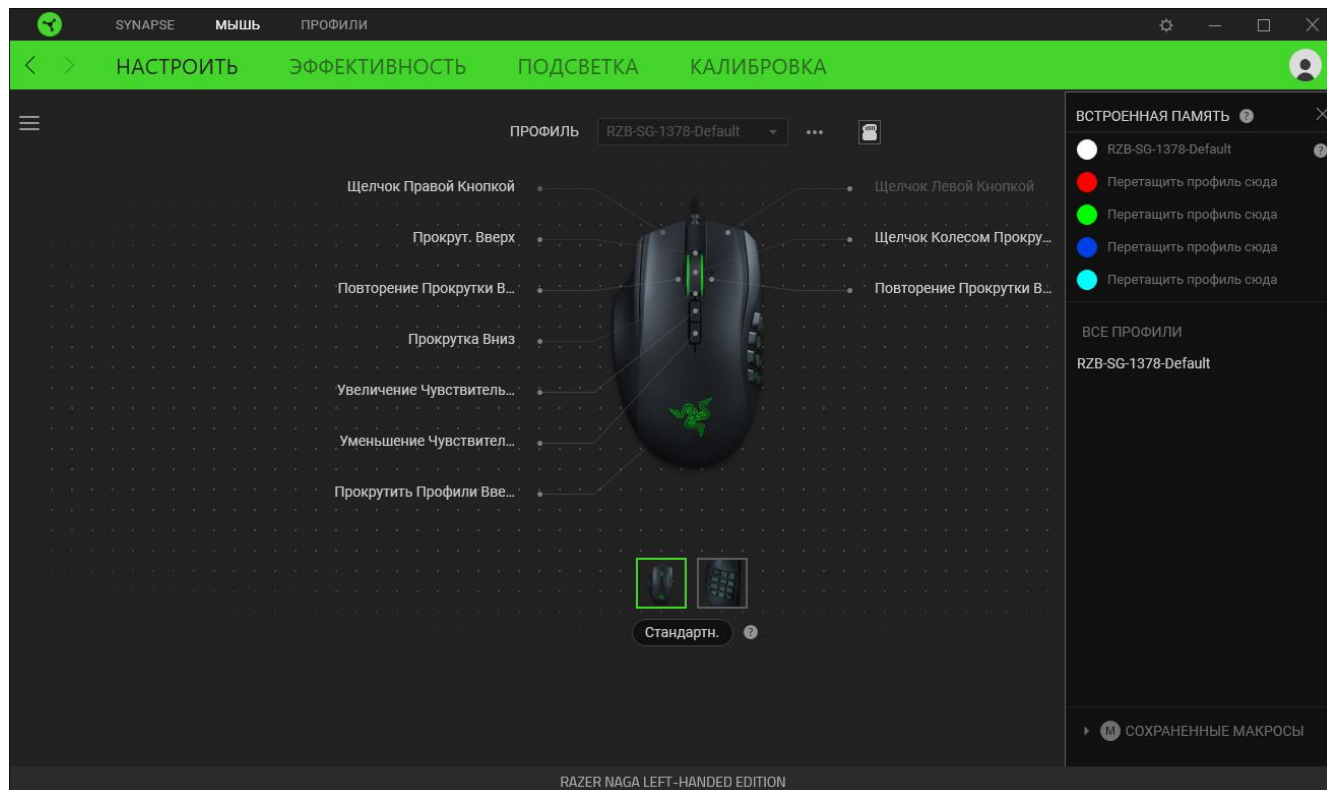 SYNAPSE МЫШЬ ПРОФИЛИ
НАСТРОИТЬ ЭФФЕКТИВНОСТЬ ПОДСВЕТКА КАЛИБРОВКА
ПРОФИЛЬ RZB-SG-1378-Default
Щелчок Правой Кнопкой
Прокрут. Вверх
Повторение Прокрутки В...
Прокрутка Вниз
Увеличение Чувствитель...
Уменьшение Чувствител...
Прокрутить Профили Вве...
Щелчок Левой Кнопкой
Щелчок Колесом Прокру...
Повторение Прокрутки В...
Стандартн. ?
ВСТРОЕННАЯ ПАМЯТЬ ?
RZB-SG-1378-Default ?
Перетащить профиль сюда
Перетащить профиль сюда
Перетащить профиль сюда
Перетащить профиль сюда
ВСЕ ПРОФИЛИ
RZB-SG-1378-Default
M СОХРАНЕННЫЕ МАКРОСЫ
RAZER NAGA LEFT-HANDED EDITION